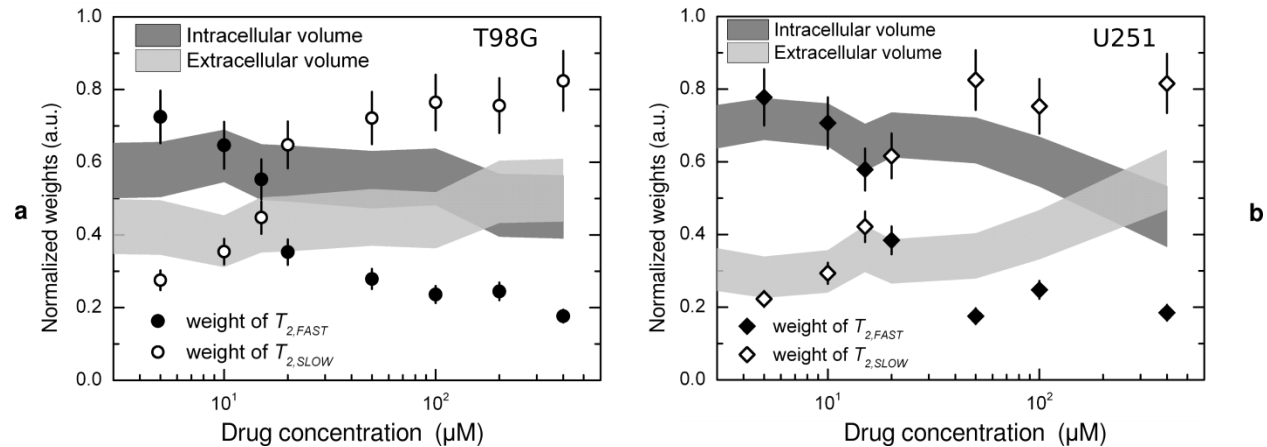 Intracellular volume
Extracellular volume
T98G
1.0
0.8
0.6
0.4
0.2
0.0
Normalized weights (a.u.)
a
weight of T2,FAST
weight of T2,SLOW
10¹
10²
Drug concentration (µM)
Intracellular volume
Extracellular volume
U251
1.0
0.8
0.6
0.4
0.2
0.0
Normalized weights (a.u.)
b
weight of T2,FAST
weight of T2,SLOW
10¹
10²
Drug concentration (µM)